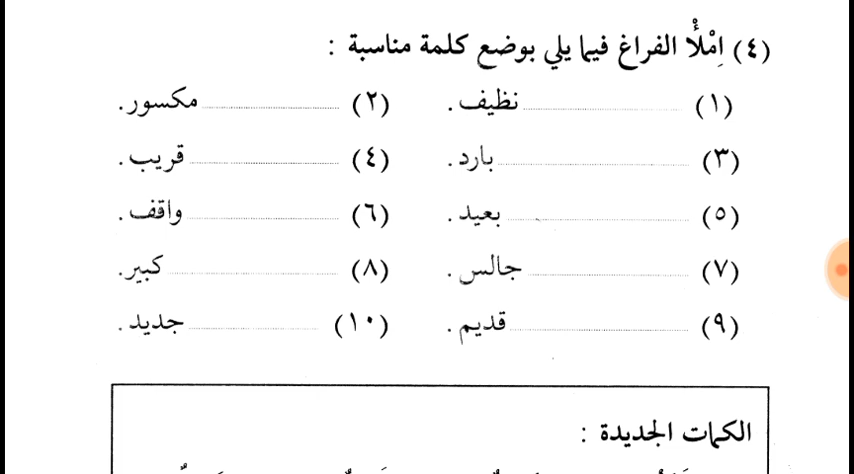 (٤) اِمْلَأْ الفراغ فيما يلي بوضع كلمة مناسبة :
(١) ........ نظيف . (٢) ........ مكسور .
(٣) ........ بارد . (٤) ........ قريب .
(٥) ........ بعيد . (٦) ........ واقف .
(٧) ........ جالس . (٨) ........ كبير .
(٩) ........ قديم . (١٠) ........ جديد .
الكلمات الجديدة :